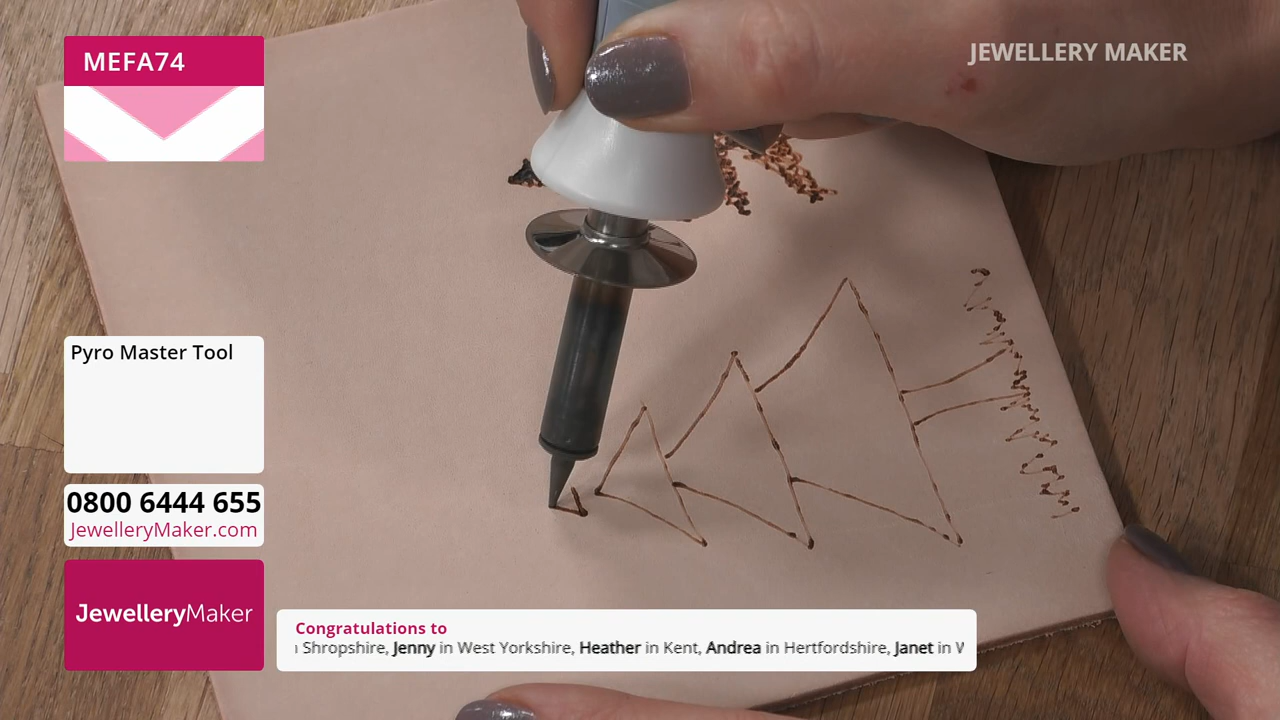 MEFA74
JEWELLERY MAKER
Pyro Master Tool
0800 6444 655
JewelleryMaker.com
JewelleryMaker
Congratulations to
Shropshire, Jenny in West Yorkshire, Heather in Kent, Andrea in Hertfordshire, Janet in